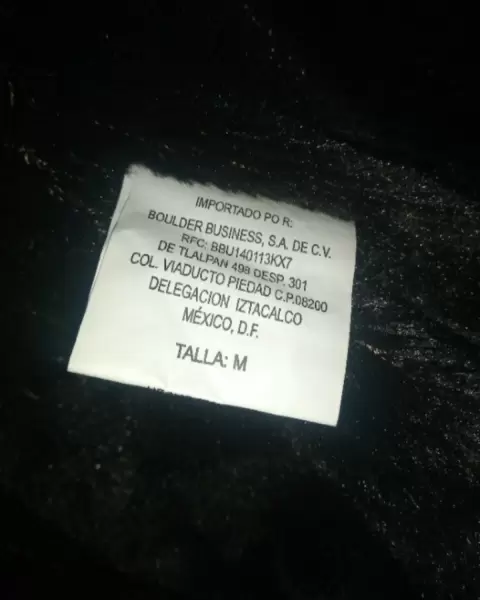 IMPORTADO PO R:
BOULDER BUSINESS, S.A. DE C.V.
RFC: BBU140113KX7
DE TLALPAN 498 DESP. 301
COL. VIADUCTO PIEDAD C.P.08200
DELEGACION IZTACALCO
MÉXICO, D.F.
TALLA: M